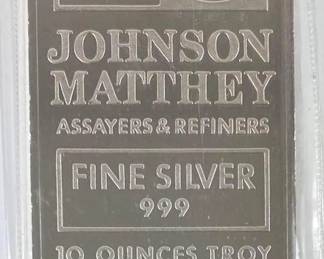 JOHNSON
MATTHEY
ASSAYERS & REFINERS
FINE SILVER
999
10 OUNCES TROY